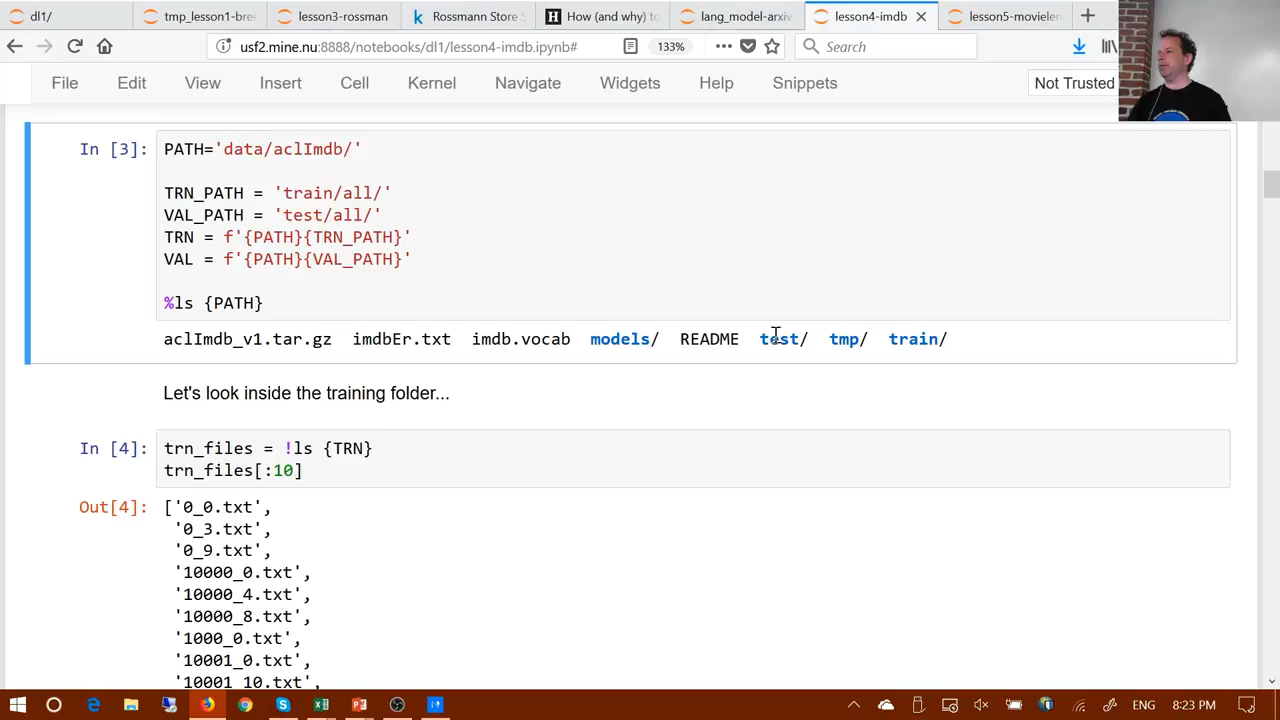 dl1/ tmp_lesson1-bree lesson3-rossman Rossmann Store S How (and why) to lang_model-arxiv lesson4-imdb lesson5-movielen
usf2.mine.nu:8888/notebooks/dl1/lesson4-imdb.ipynb# 133% Search
File Edit View Insert Cell Kernel Navigate Widgets Help Snippets Not Trusted
In [3]: PATH='data/aclImdb/'
TRN_PATH = 'train/all/'
VAL_PATH = 'test/all/'
TRN = f'{PATH}{TRN_PATH}'
VAL = f'{PATH}{VAL_PATH}'
%ls {PATH}
aclImdb_v1.tar.gz imdbEr.txt imdb.vocab models/ README test/ tmp/ train/
Let's look inside the training folder...
In [4]: trn_files = !ls {TRN}
trn_files[:10]
Out[4]: ['0_0.txt',
'0_3.txt',
'0_9.txt',
'10000_0.txt',
'10000_4.txt',
'10000_8.txt',
'1000_0.txt',
'10001_0.txt',
'10001_10.txt',
ENG 8:23 PM